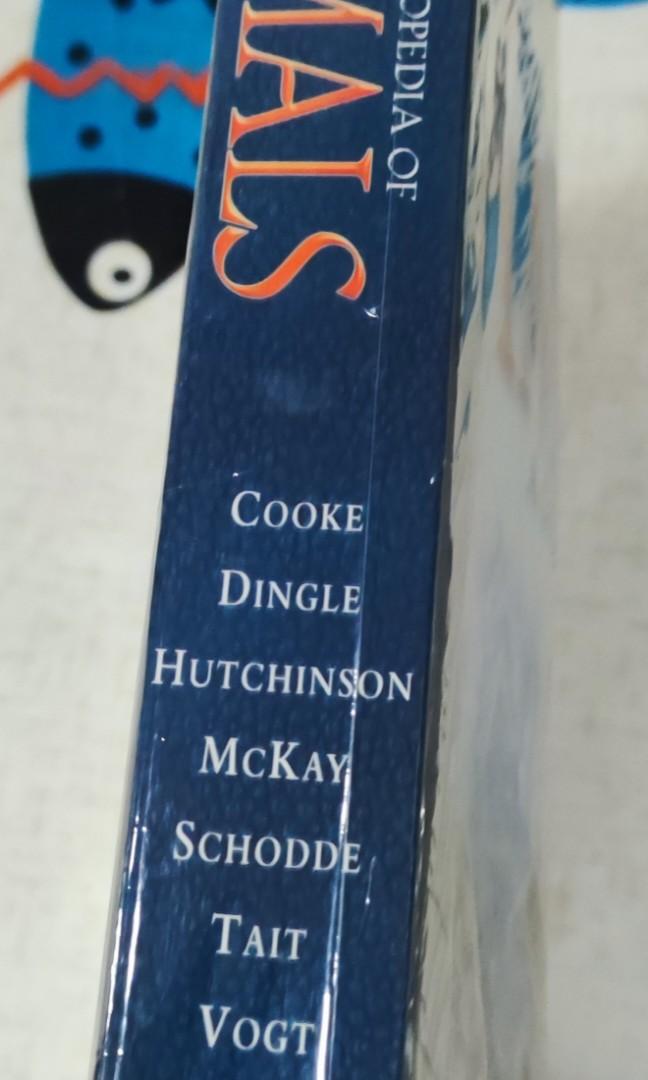 OPEDIA OF
MALS
COOKE
DINGLE
HUTCHINSON
MCKAY
SCHODDE
TAIT
VOGT